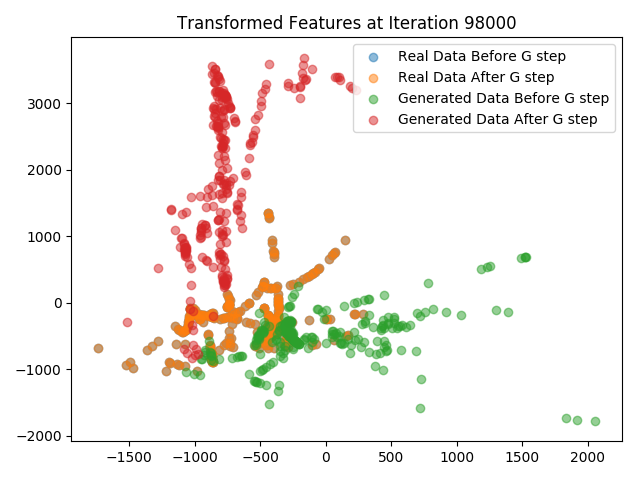 Transformed Features at Iteration 98000
Real Data Before G step
Real Data After G step
Generated Data Before G step
Generated Data After G step
3000
2000
1000
0
−1000
−2000
−1500
−1000
−500
0
500
1000
1500
2000